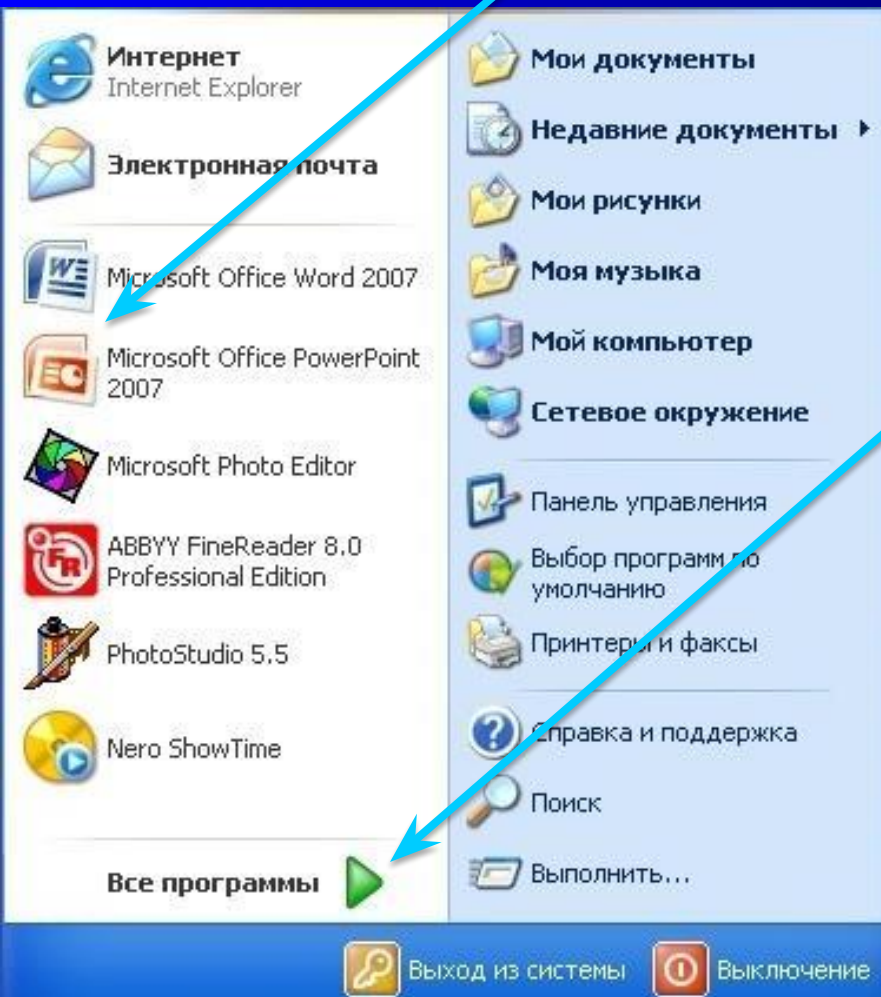 Интернет
Internet Explorer
Электронная почта
Microsoft Office Word 2007
Microsoft Office PowerPoint
2007
Microsoft Photo Editor
ABBYY FineReader 8.0
Professional Edition
PhotoStudio 5.5
Nero ShowTime
Все программы
Мои документы
Недавние документы
Мои рисунки
Моя музыка
Мой компьютер
Сетевое окружение
Панель управления
Выбор программ по
умолчанию
Принтеры и факсы
Справка и поддержка
Поиск
Выполнить...
Выход из системы
Выключение